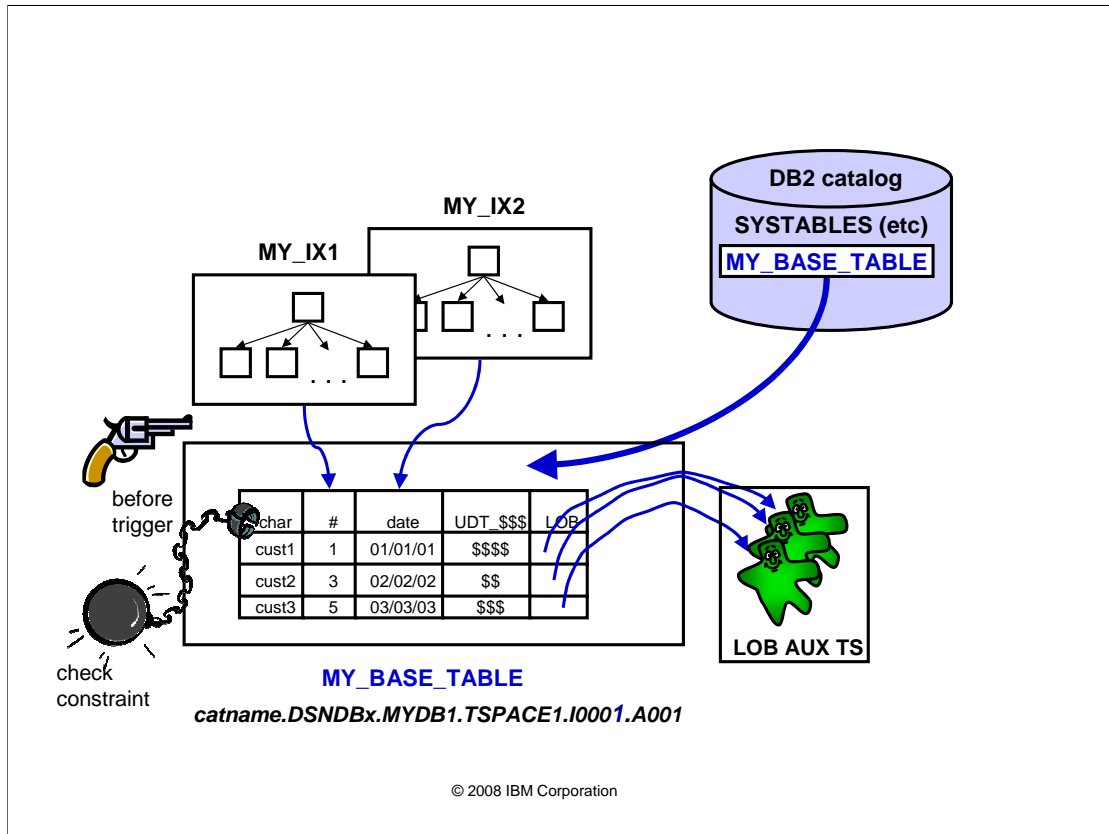 DB2 catalog
SYSTABLES (etc)
MY_BASE_TABLE
MY_IX2
MY_IX1
. . .
. . .
before
trigger
char # date UDT_$$$ LOB
cust1 1 01/01/01 $$$$
cust2 3 02/02/02 $$
cust3 5 03/03/03 $$$
LOB AUX TS
check
constraint
MY_BASE_TABLE
catname.DSNDBx.MYDB1.TSPACE1.I0001.A001
© 2008 IBM Corporation